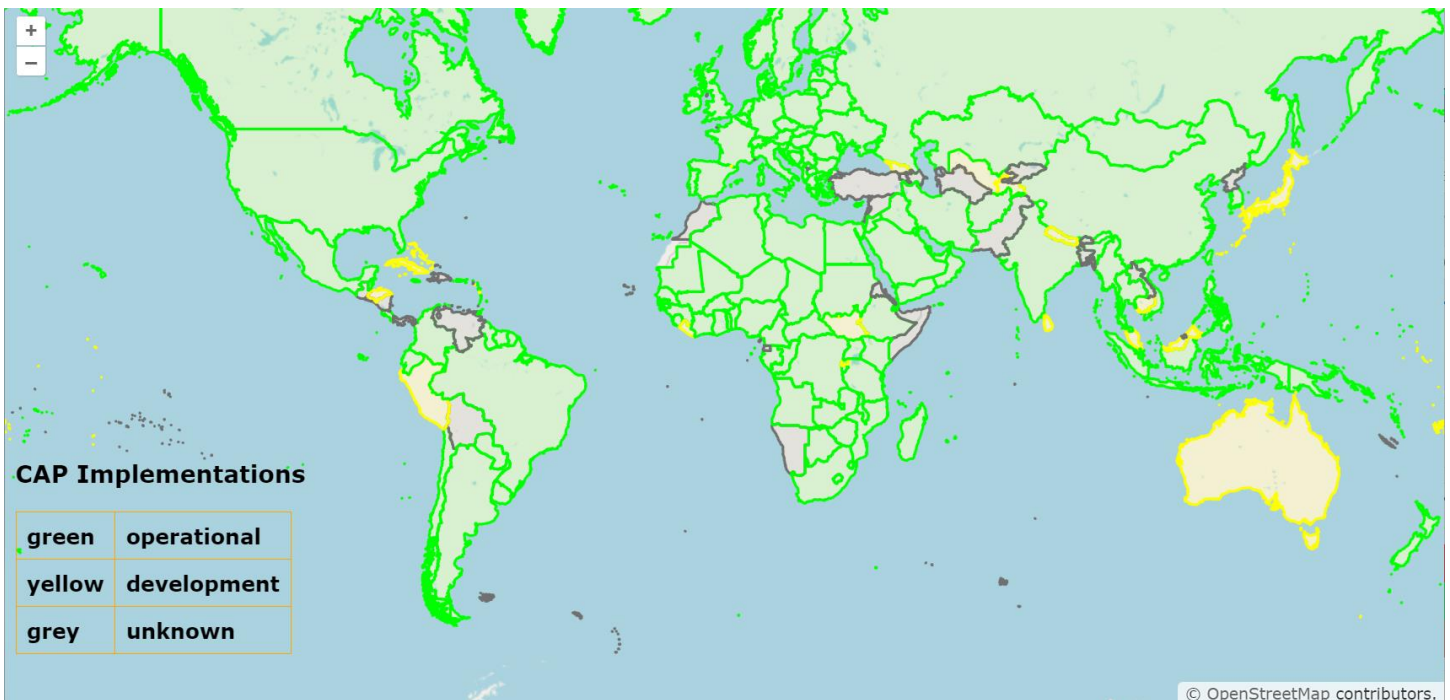 +
−
CAP Implementations
green operational
yellow development
grey unknown
© OpenStreetMap contributors.